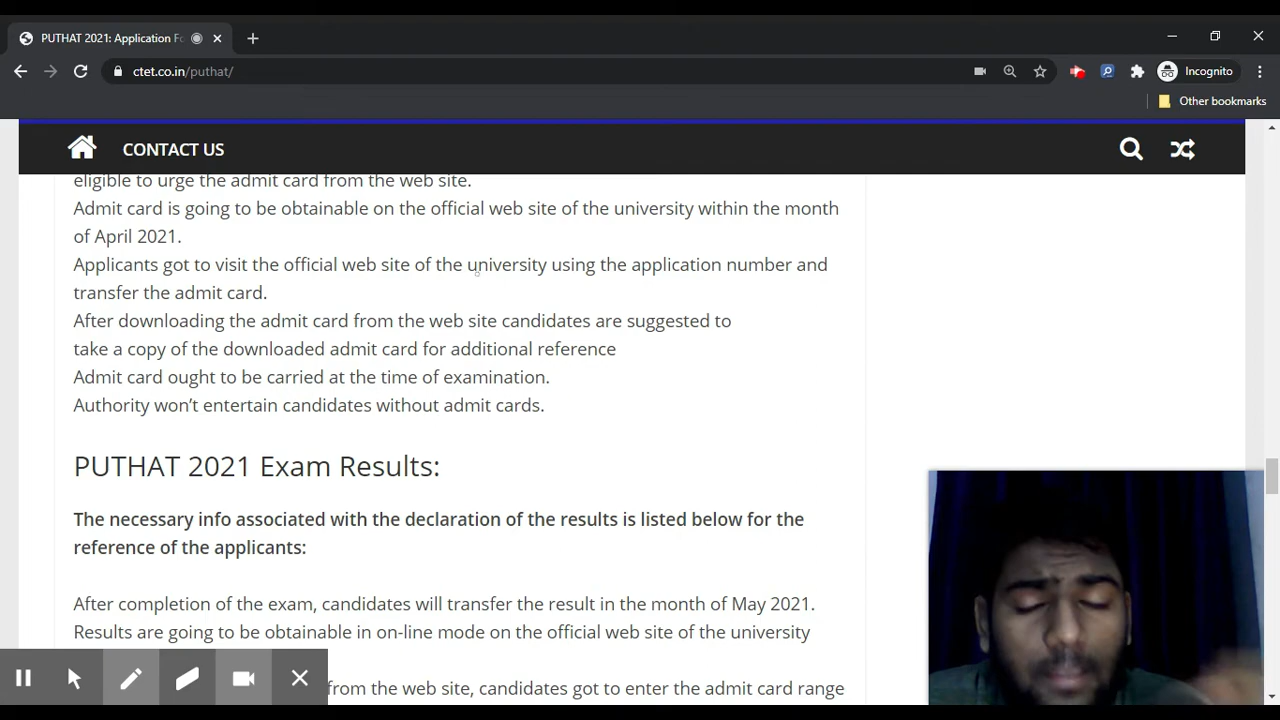 PUTHAT 2021: Application Fo
ctet.co.in/puthat/
Incognito
Other bookmarks
CONTACT US
eligible to urge the admit card from the web site.
Admit card is going to be obtainable on the official web site of the university within the month
of April 2021.
Applicants got to visit the official web site of the university using the application number and
transfer the admit card.
After downloading the admit card from the web site candidates are suggested to
take a copy of the downloaded admit card for additional reference
Admit card ought to be carried at the time of examination.
Authority won't entertain candidates without admit cards.
PUTHAT 2021 Exam Results:
The necessary info associated with the declaration of the results is listed below for the
reference of the applicants:
After completion of the exam, candidates will transfer the result in the month of May 2021.
Results are going to be obtainable in on-line mode on the official web site of the university
from the web site, candidates got to enter the admit card range